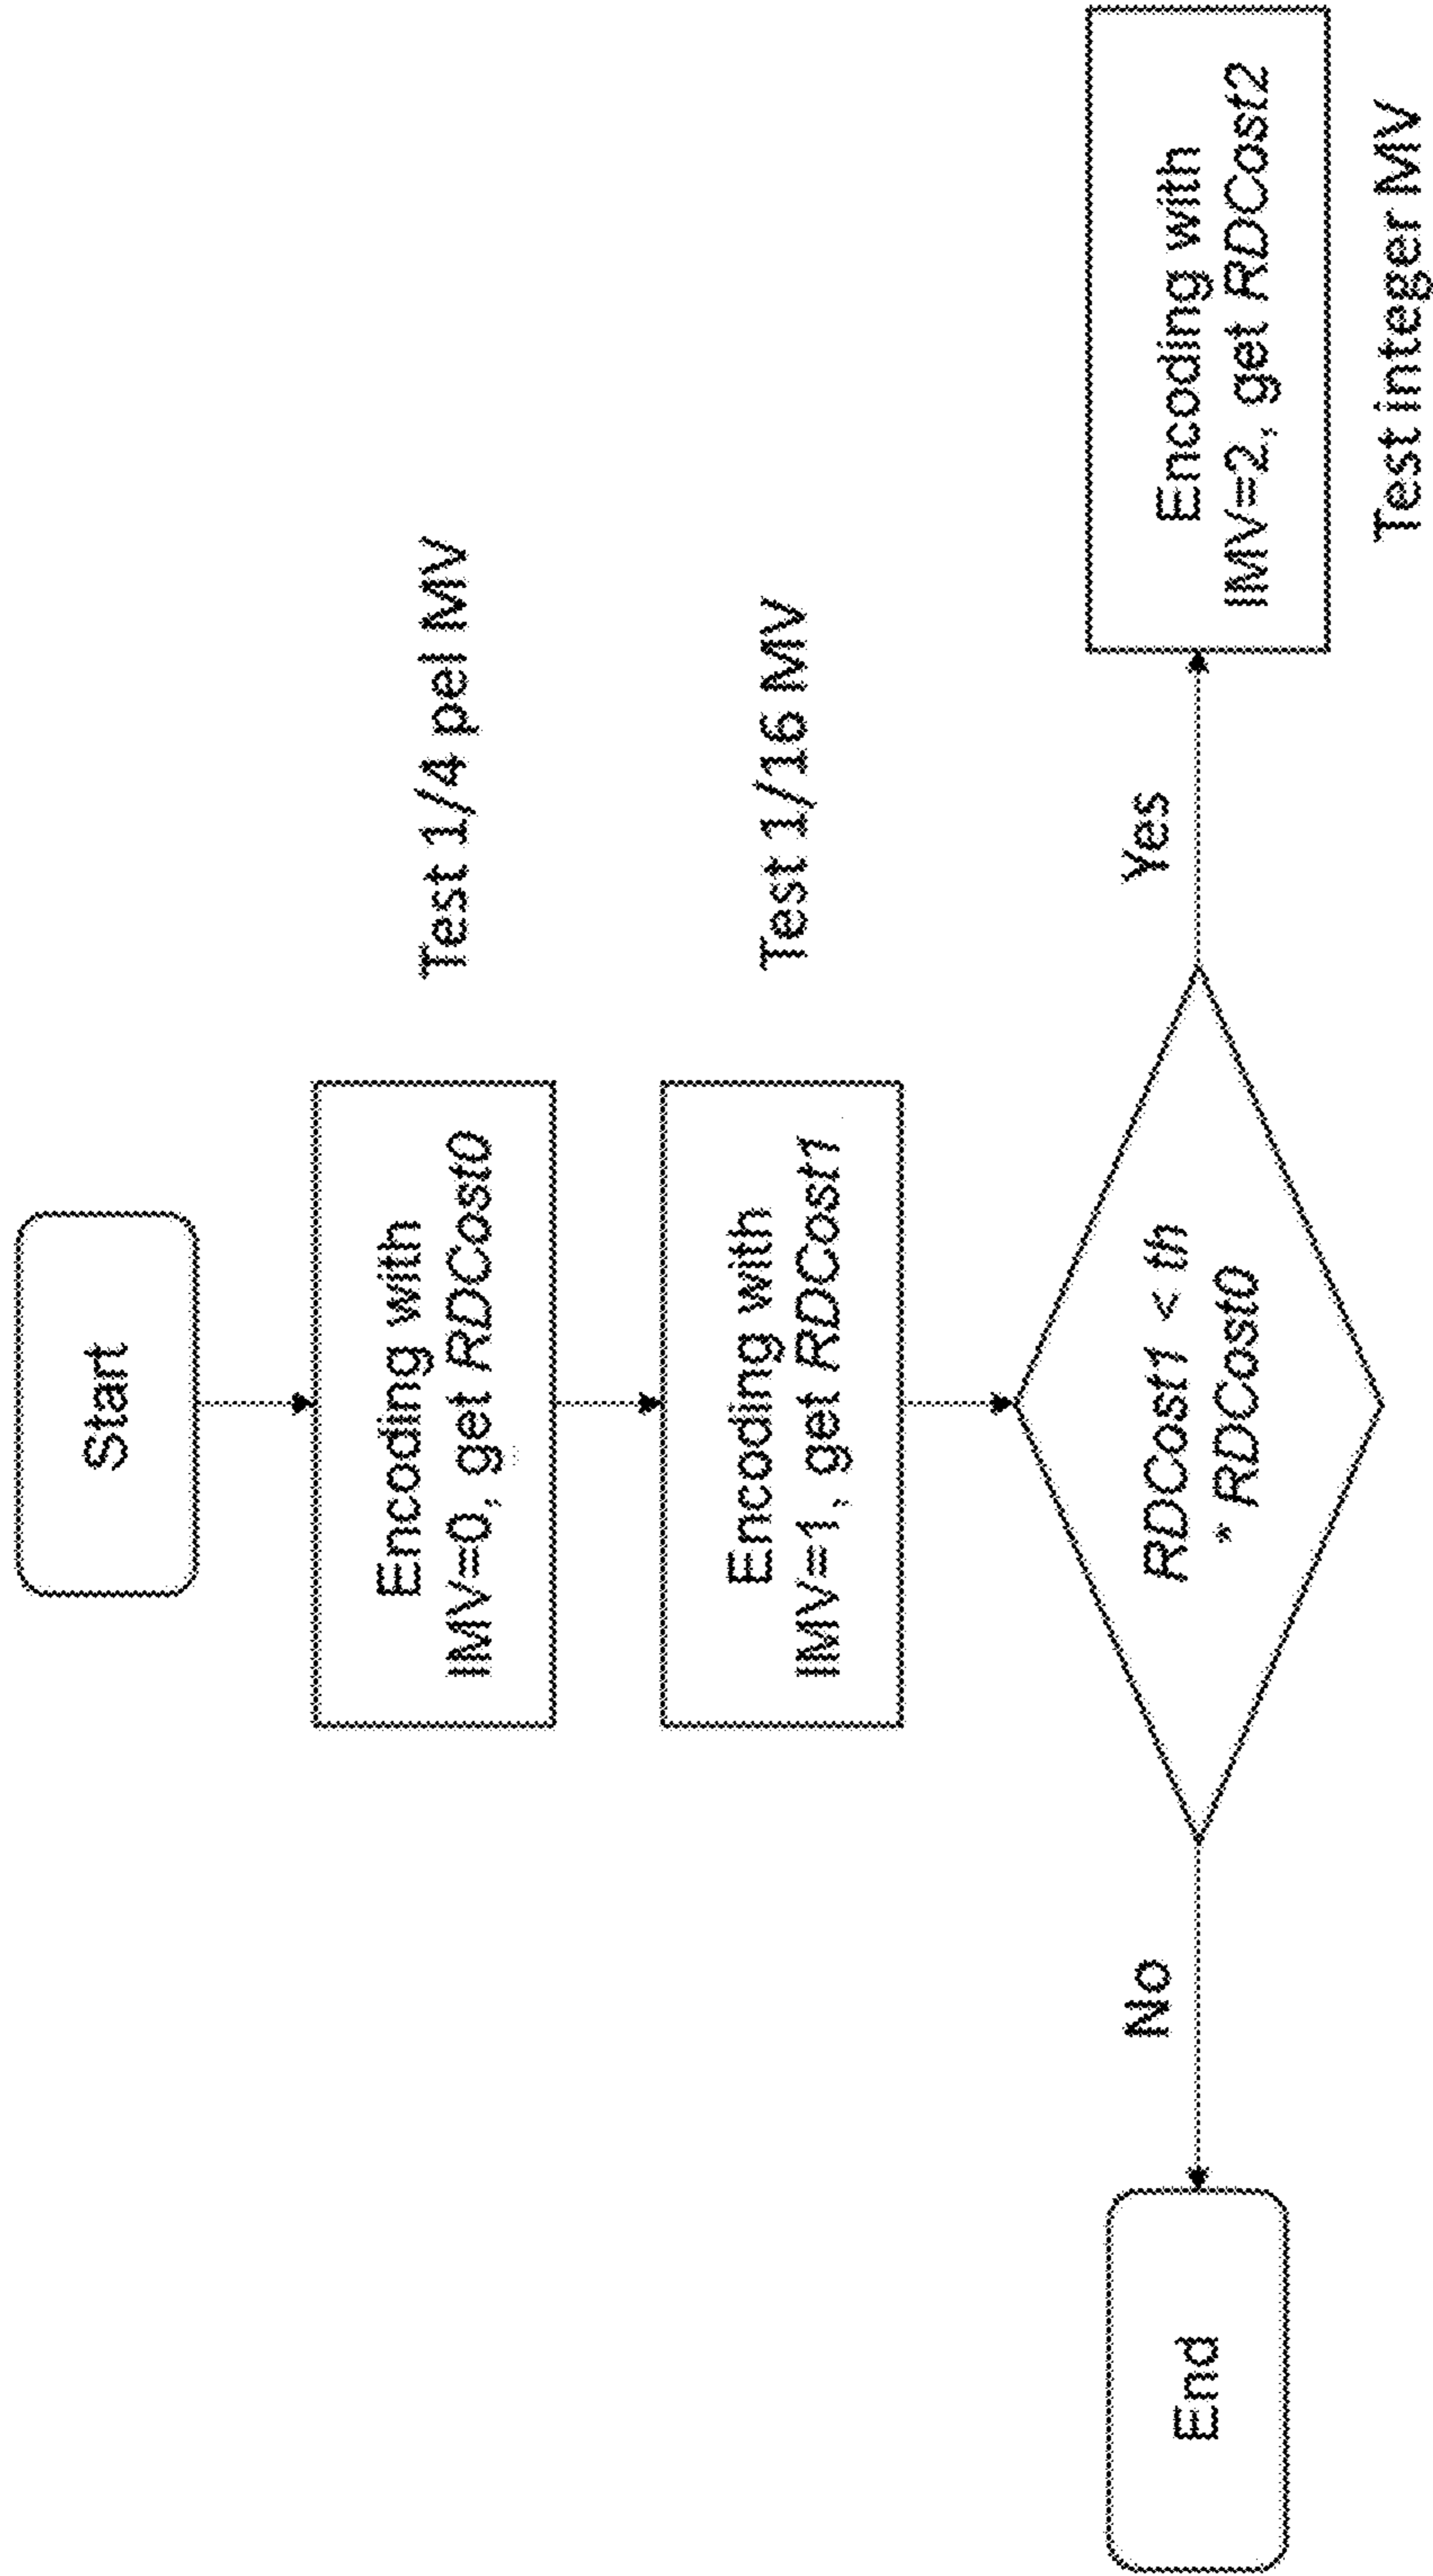 Start
Encoding with
IMV=0, get RDCost0
Test 1/4 pel MV
Encoding with
IMV=1, get RDCost1
Test 1/16 MV
RDCost1 < th
* RDCost0
No
Yes
End
Encoding with
IMV=2, get RDCost2
Test integer MV